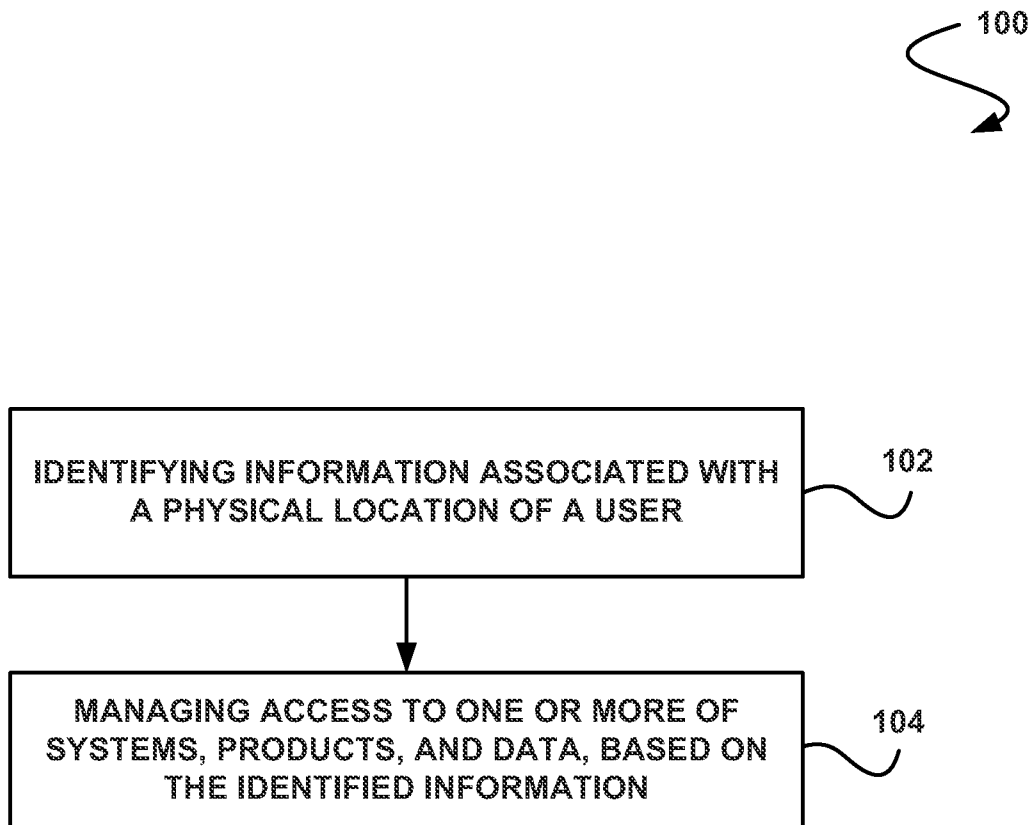 100
IDENTIFYING INFORMATION ASSOCIATED WITH
A PHYSICAL LOCATION OF A USER
102
MANAGING ACCESS TO ONE OR MORE OF
SYSTEMS, PRODUCTS, AND DATA, BASED ON
THE IDENTIFIED INFORMATION
104